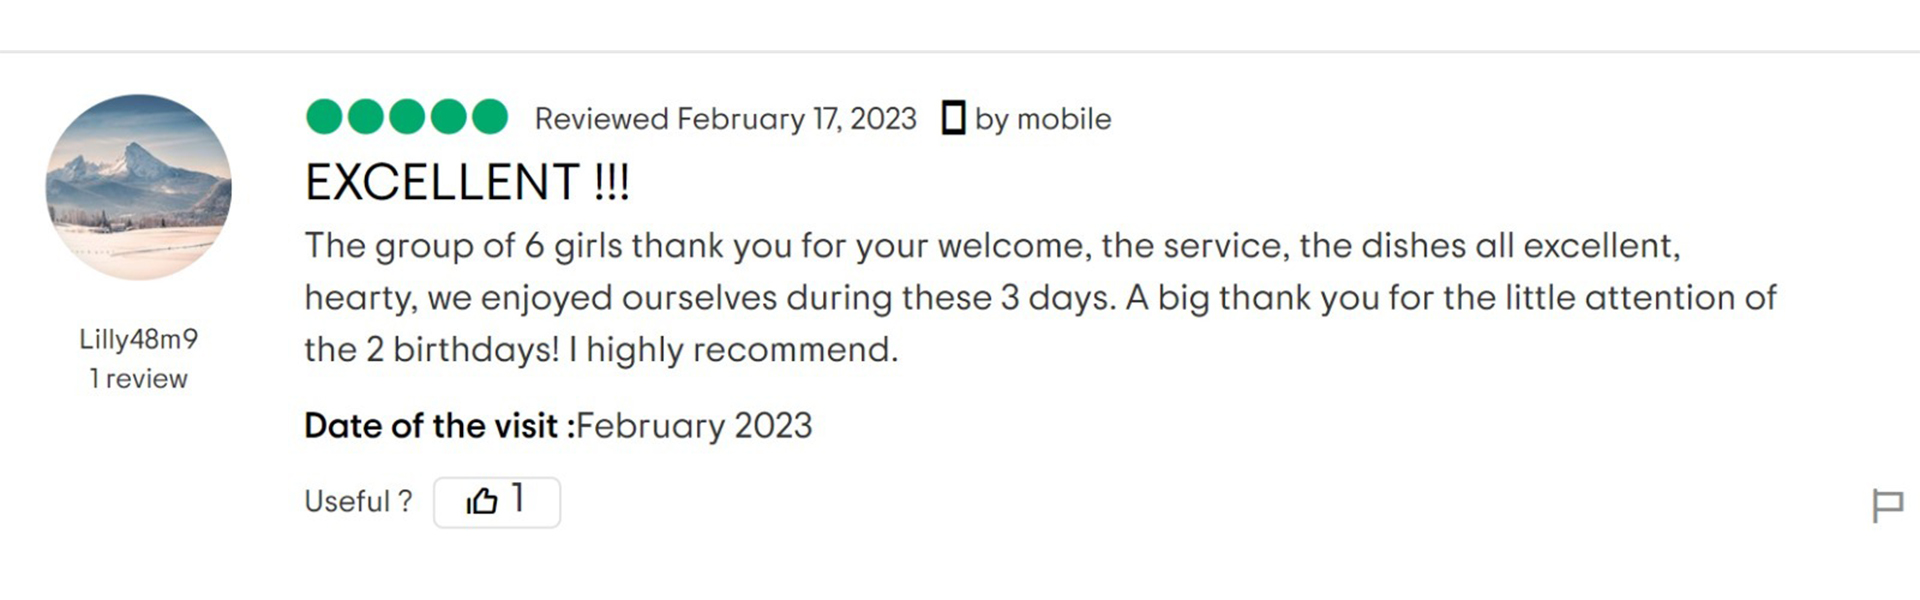 Reviewed February 17, 2023 by mobile
EXCELLENT !!!
The group of 6 girls thank you for your welcome, the service, the dishes all excellent,
hearty, we enjoyed ourselves during these 3 days. A big thank you for the little attention of
the 2 birthdays! I highly recommend.
Lilly48m9
1 review
Date of the visit :February 2023
Useful ? 1